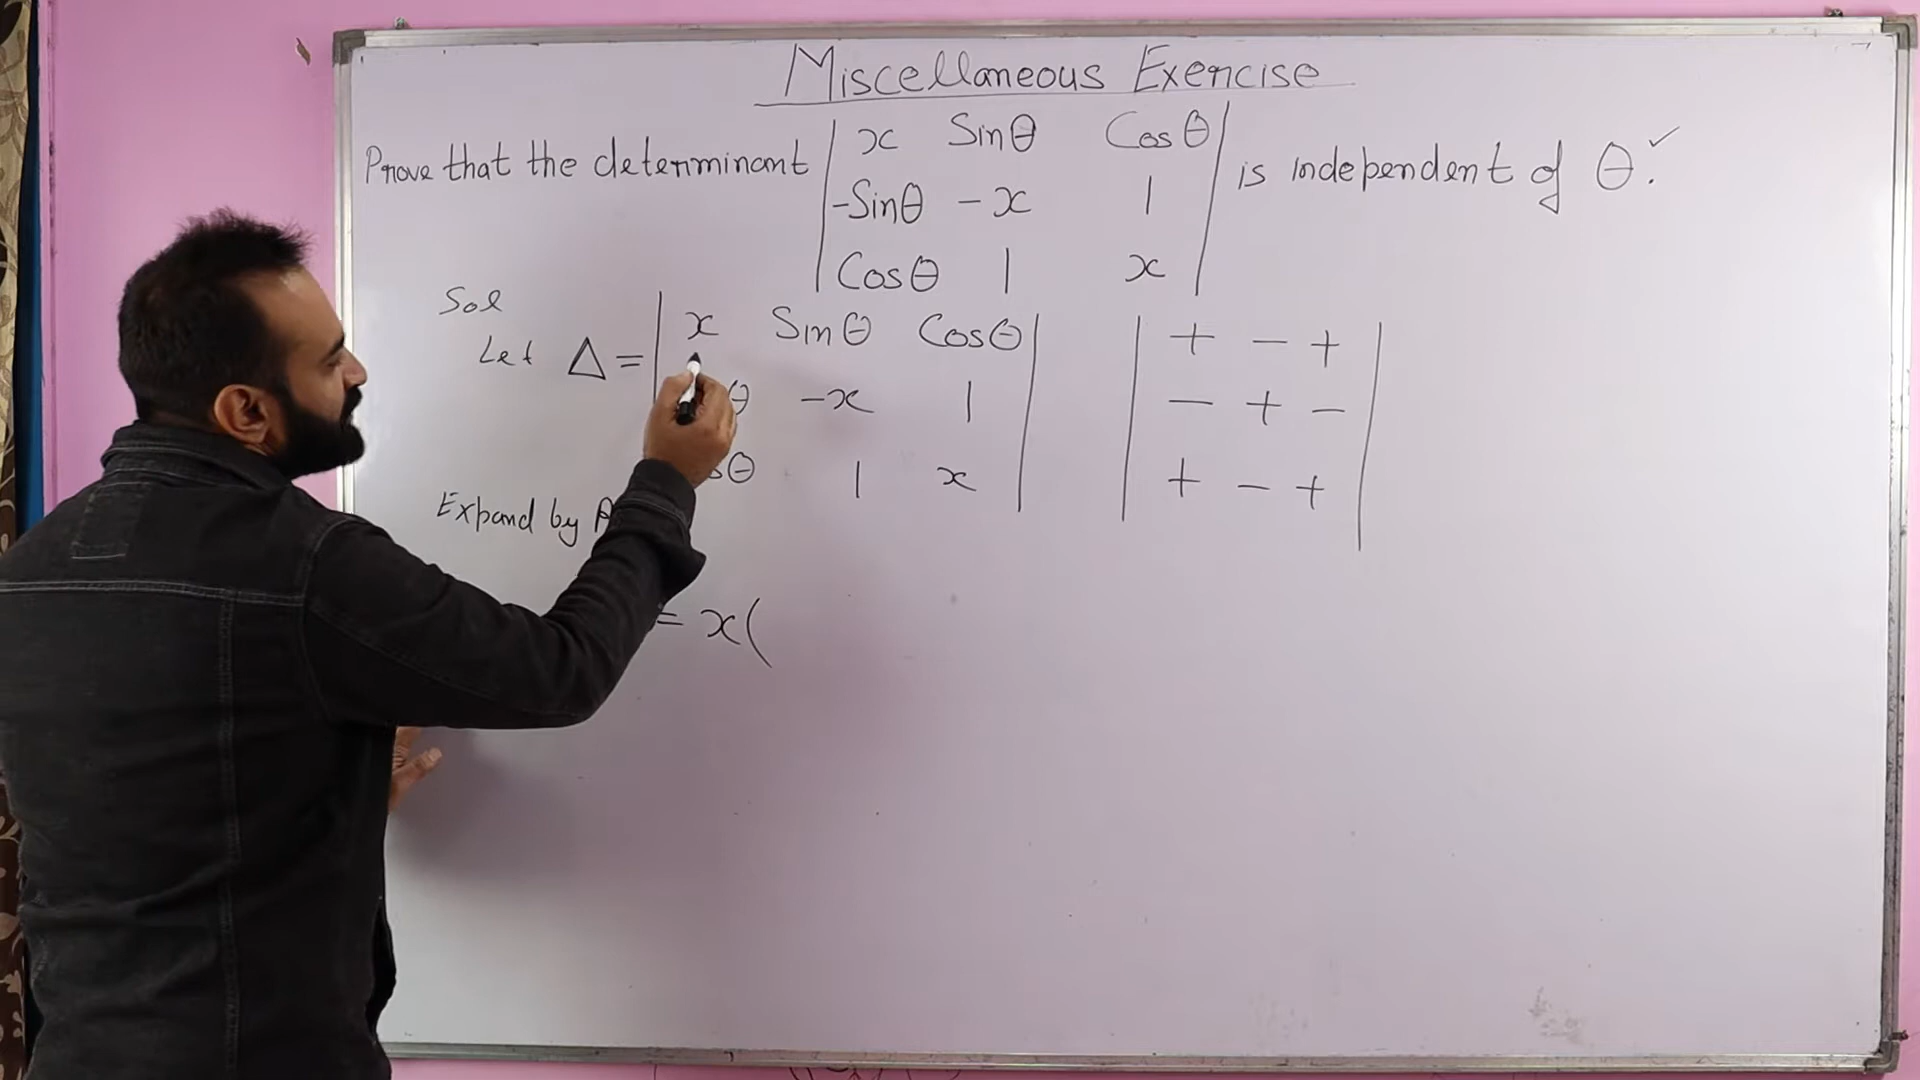 Miscellaneous Exercise
Prove that the determinant | x Sinθ Cosθ | is independent of θ. ✓
| -Sinθ -x 1 |
| Cosθ 1 x |
Sol
Let Δ = | x Sinθ Cosθ | | + - + |
θ -x 1 | | - + - |
sθ 1 x | | + - + |
Expand by
= x(